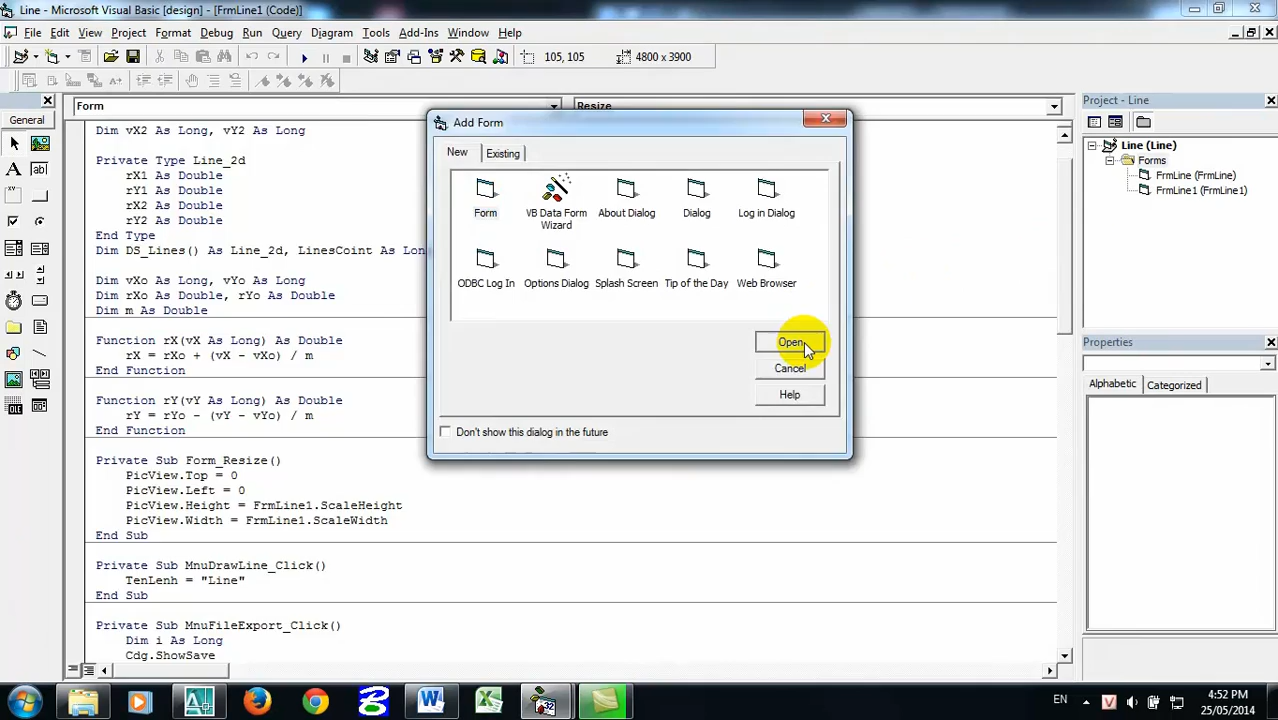 Line - Microsoft Visual Basic [design] - [FrmLine1 (Code)]
File Edit View Project Format Debug Run Query Diagram Tools Add-Ins Window Help
105, 105 4800 x 3900
General
Form Resize
Dim vX2 As Long, vY2 As Long
Private Type Line_2d
rX1 As Double
rY1 As Double
rX2 As Double
rY2 As Double
End Type
Dim DS_Lines() As Line_2d, LinesCoint As Lon
Dim vXo As Long, vYo As Long
Dim rXo As Double, rYo As Double
Dim m As Double
Function rX(vX As Long) As Double
rX = rXo + (vX - vXo) / m
End Function
Function rY(vY As Long) As Double
rY = rYo - (vY - vYo) / m
End Function
Private Sub Form_Resize()
PicView.Top = 0
PicView.Left = 0
PicView.Height = FrmLine1.ScaleHeight
PicView.Width = FrmLine1.ScaleWidth
End Sub
Private Sub MnuDrawLine_Click()
TenLenh = "Line"
End Sub
Private Sub MnuFileExport_Click()
Dim i As Long
Cdg.ShowSave
Add Form
New Existing
Form
VB Data Form
Wizard
About Dialog
Dialog
Log in Dialog
ODBC Log In
Options Dialog
Splash Screen
Tip of the Day
Web Browser
Open
Cancel
Help
Don't show this dialog in the future
Project - Line
Line (Line)
Forms
FrmLine (FrmLine)
FrmLine1 (FrmLine1)
Properties
Alphabetic Categorized
EN
4:52 PM
25/05/2014